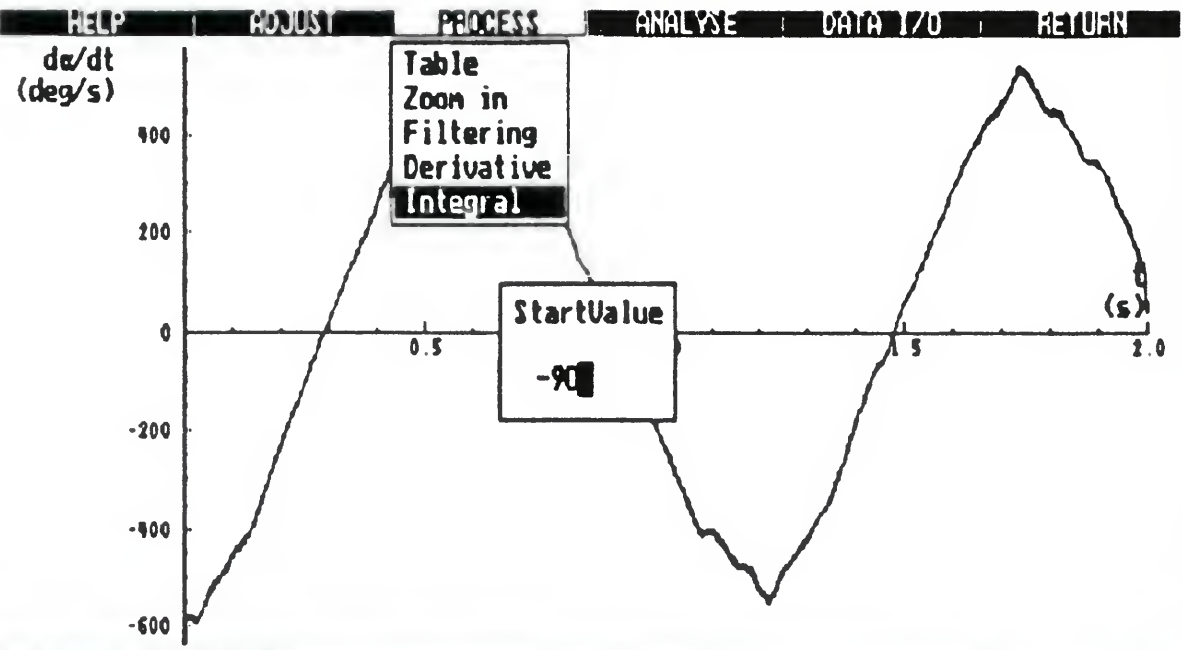 HELP ADJUST PROCESS ANALYSE DATA I/O RETURN
dα/dt
(deg/s)
Table
Zoom in
Filtering
Derivative
Integral
StartValue
-90
400
200
0
-200
-400
-600
0.5
1.5
2.0
t
(s)